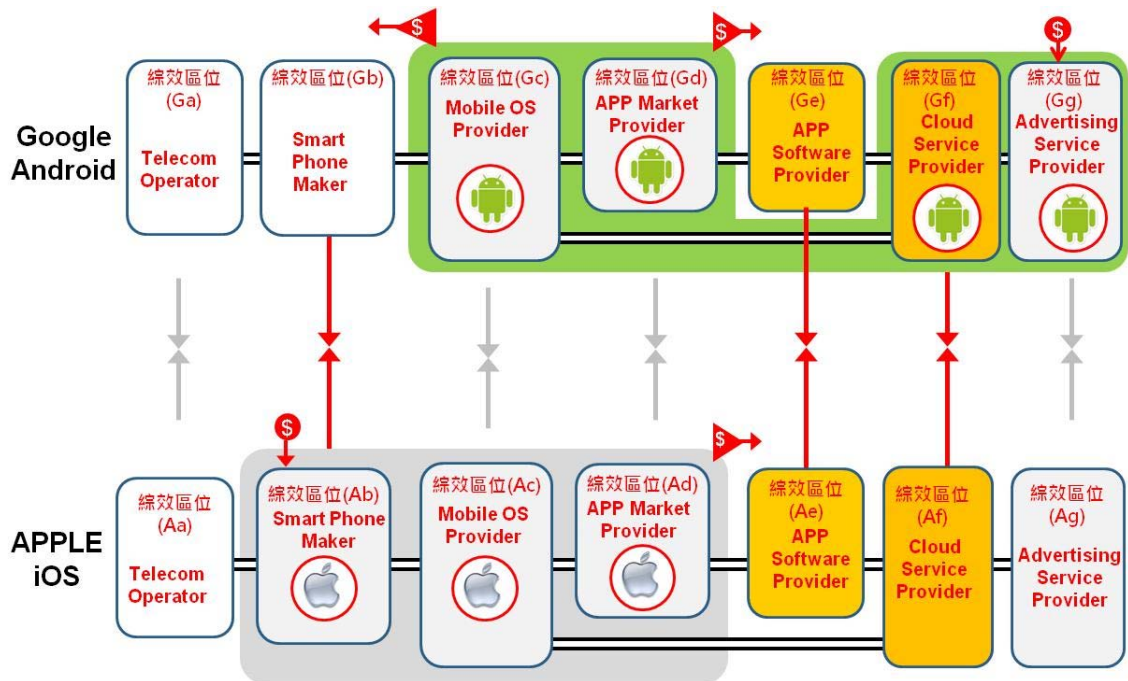 $
$
$
Google
Android
綜效區位
(Ga)
Telecom
Operator
綜效區位(Gb)
Smart
Phone
Maker
綜效區位(Gc)
Mobile OS
Provider
綜效區位(Gd)
APP Market
Provider
綜效區位
(Ge)
APP
Software
Provider
綜效區位
(Gf)
Cloud
Service
Provider
綜效區位
(Gg)
Advertising
Service
Provider
$
$
APPLE
iOS
綜效區位
(Aa)
Telecom
Operator
綜效區位(Ab)
Smart Phone
Maker
綜效區位(Ac)
Mobile OS
Provider
綜效區位(Ad)
APP Market
Provider
綜效區位
(Ae)
APP
Software
Provider
綜效區位
(Af)
Cloud
Service
Provider
綜效區位
(Ag)
Advertising
Service
Provider